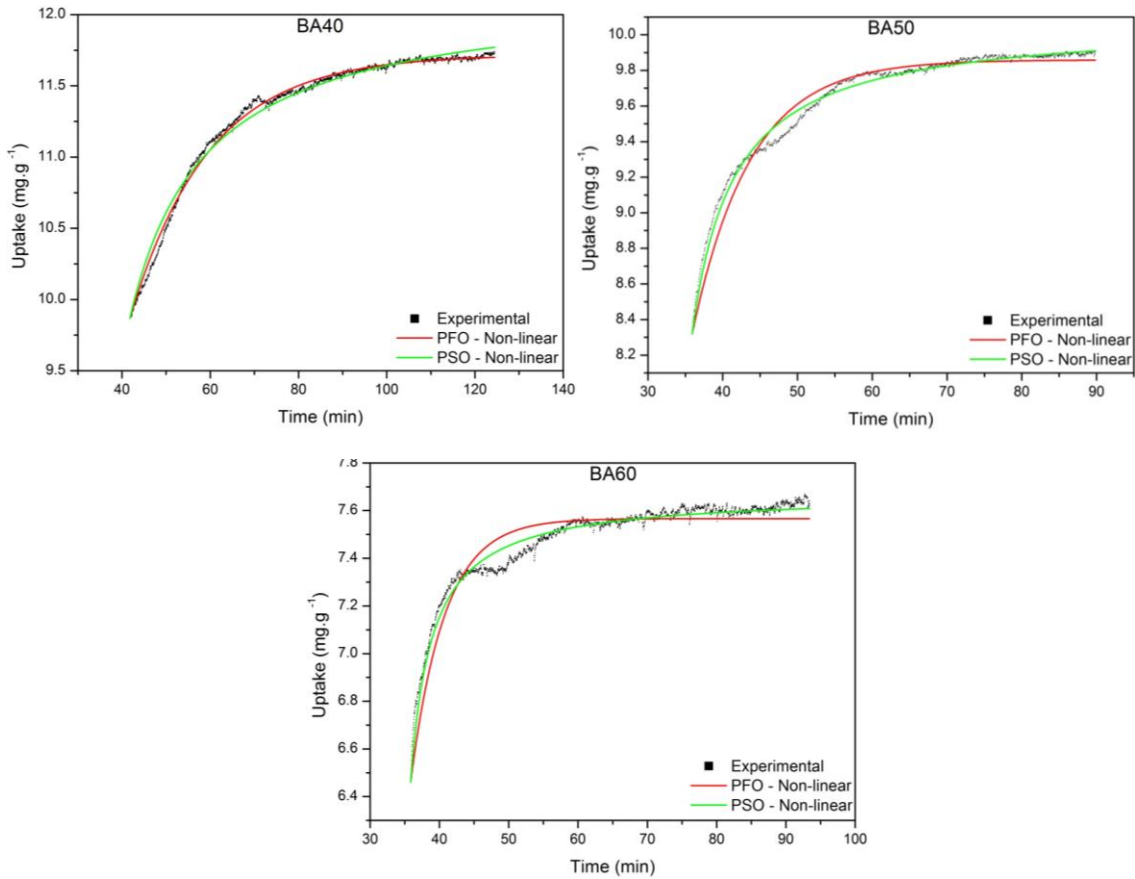 BA40
12.0
11.5
11.0
10.5
10.0
9.5
Uptake (mg.g -1)
40 60 80 100 120 140
Time (min)
Experimental
PFO - Non-linear
PSO - Non-linear
BA50
10.0
9.8
9.6
9.4
9.2
9.0
8.8
8.6
8.4
8.2
Uptake (mg.g -1)
30 40 50 60 70 80 90
Time (min)
Experimental
PFO - Non-linear
PSO - Non-linear
BA60
7.8
7.6
7.4
7.2
7.0
6.8
6.6
6.4
Uptake (mg.g -1)
30 40 50 60 70 80 90 100
Time (min)
Experimental
PFO - Non-linear
PSO - Non-linear